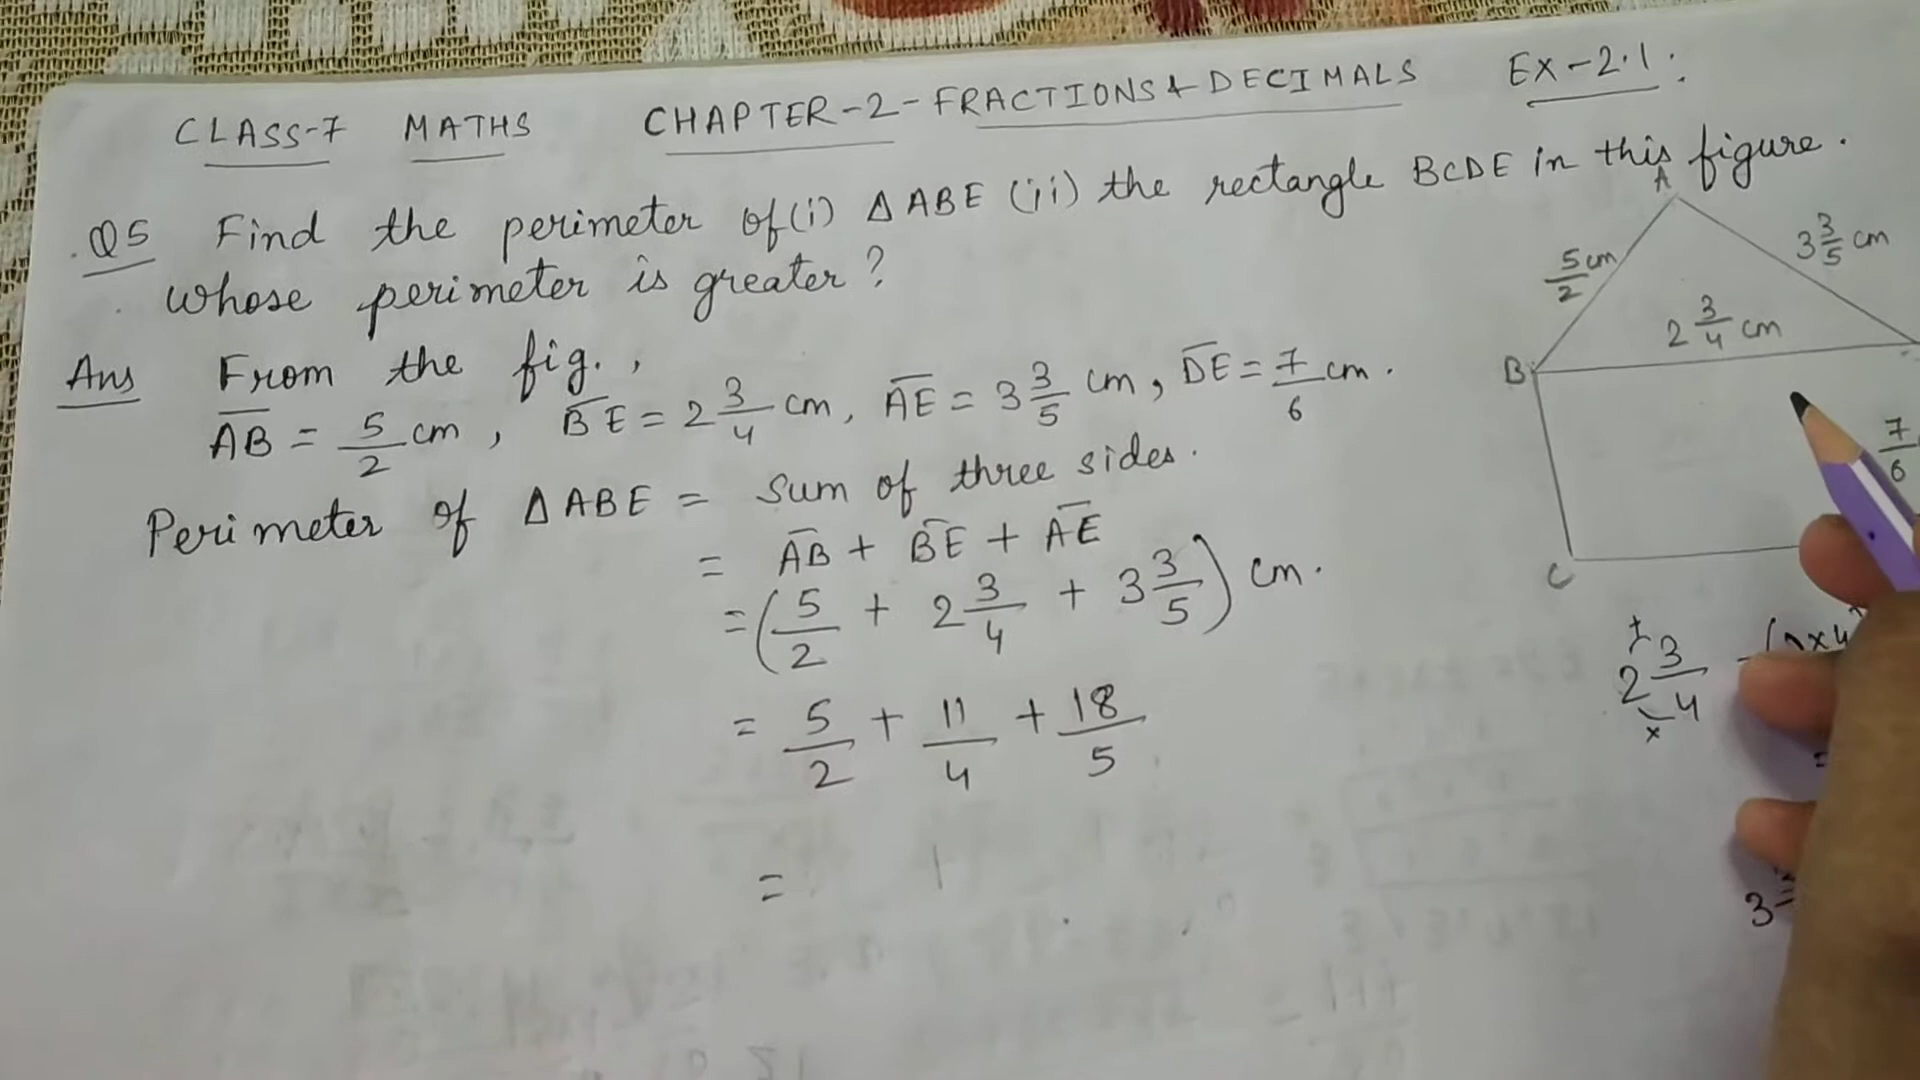 CLASS-7 MATHS CHAPTER-2-FRACTIONS & DECIMALS EX-2.1:
Q5 Find the perimeter of (i) Δ ABE (ii) the rectangle BCDE in this figure.
Whose perimeter is greater?
Ans From the fig.,
AB = 5/2 cm, BE = 2 3/4 cm, AE = 3 3/5 cm, DE = 7/6 cm.
Perimeter of Δ ABE = Sum of three sides.
= AB + BE + AE
= (5/2 + 2 3/4 + 3 3/5) cm.
= 5/2 + 11/4 + 18/5
=
A
5/2 cm
3 3/5 cm
2 3/4 cm
B
7/6
C
+
2 3/4
x